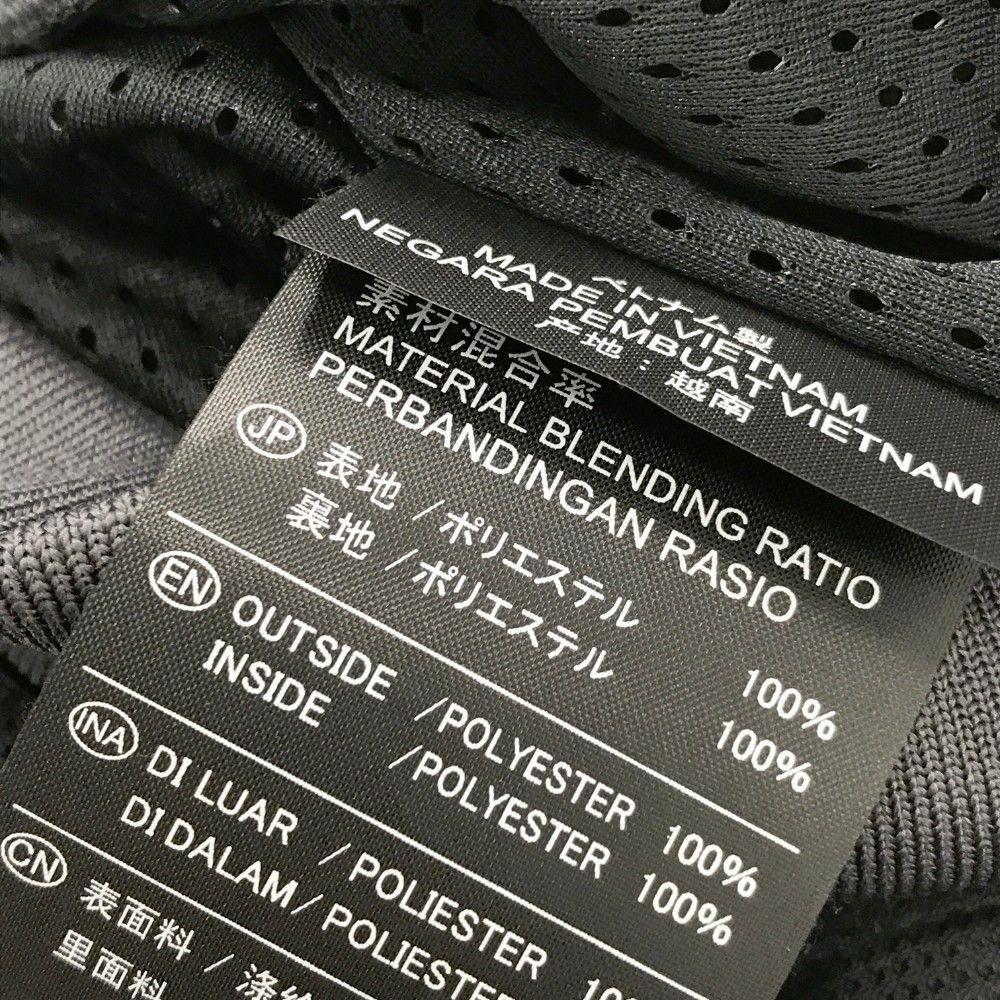 ベトナム製
MADE IN VIETNAM
NEGARA PEMBUAT VIETNAM
产地：越南
素材混合率
MATERIAL BLENDING RATIO
PERBANDINGAN RASIO
JP 表地 /ポリエステル 100%
裏地 /ポリエステル 100%
EN OUTSIDE /POLYESTER 100%
INSIDE /POLYESTER 100%
INA DI LUAR /POLIESTER
DI DALAM/POLIESTER
CN 表面料 / 涤
里面料